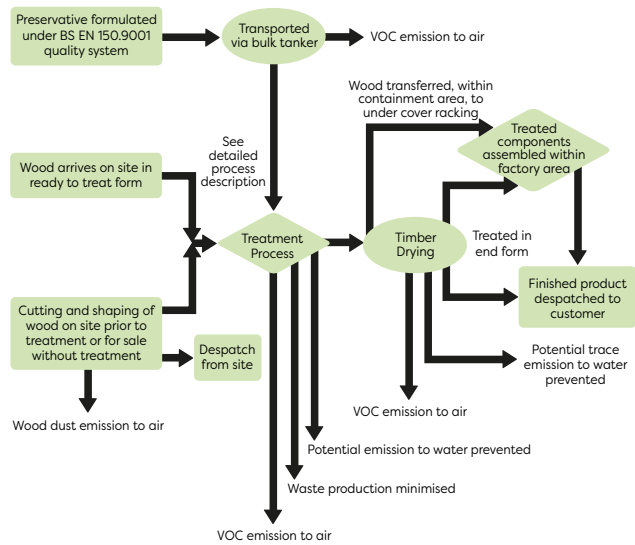 Preservative formulated
under BS EN 150.9001
quality system
Transported
via bulk tanker
VOC emission to air
Wood transferred, within
containment area, to
under cover racking
Treated
components
assembled within
factory area
See
detailed
process
description
Wood arrives on site in
ready to treat form
Treatment
Process
Timber
Drying
Treated in
end form
Finished product
despatched to
customer
Cutting and shaping of
wood on site prior to
treatment or for sale
without treatment
Despatch
from site
Potential trace
emission to water
prevented
VOC emission to air
Wood dust emission to air
Potential emission to water prevented
Waste production minimised
VOC emission to air